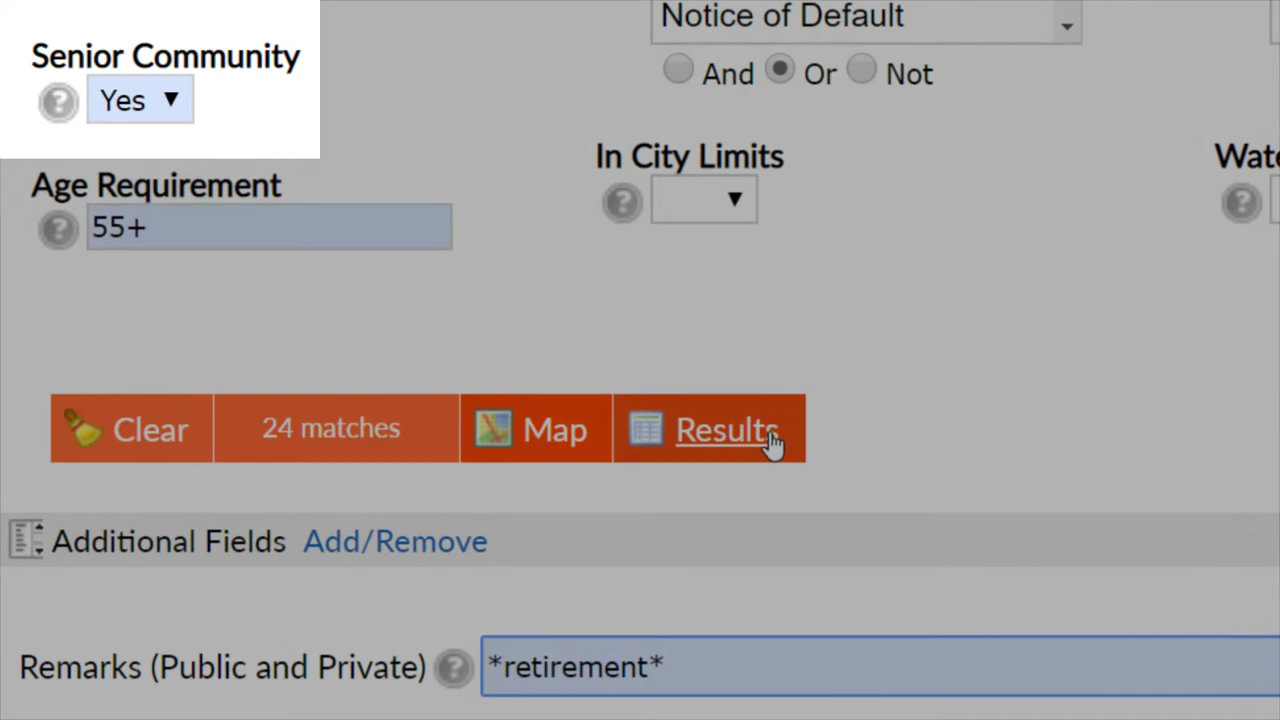 Notice of Default
Senior Community
Yes
And Or Not
In City Limits
Age Requirement
55+
Clear 24 matches Map Results
Additional Fields Add/Remove
Remarks (Public and Private) *retirement*